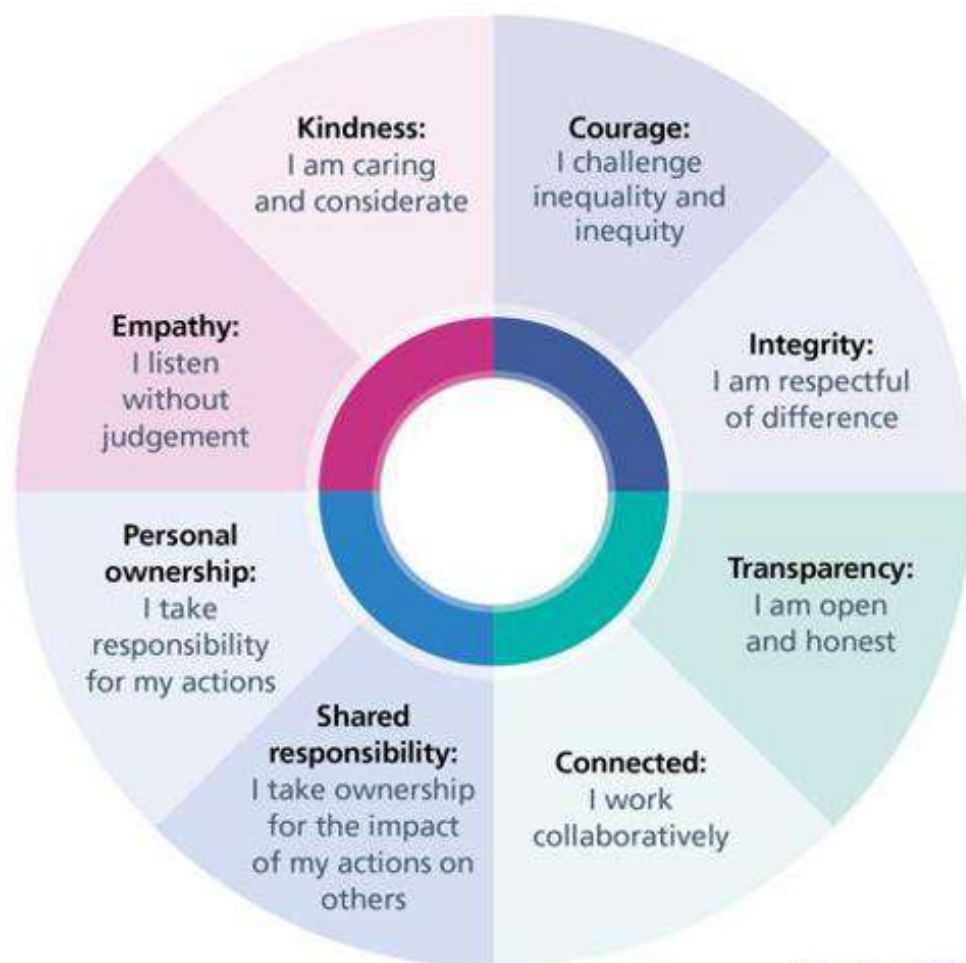 Kindness:
I am caring
and considerate
Courage:
I challenge
inequality and
inequity
Integrity:
I am respectful
of difference
Transparency:
I am open
and honest
Connected:
I work
collaboratively
Shared
responsibility:
I take ownership
for the impact
of my actions on
others
Personal
ownership:
I take
responsibility
for my actions
Empathy:
I listen
without
judgement